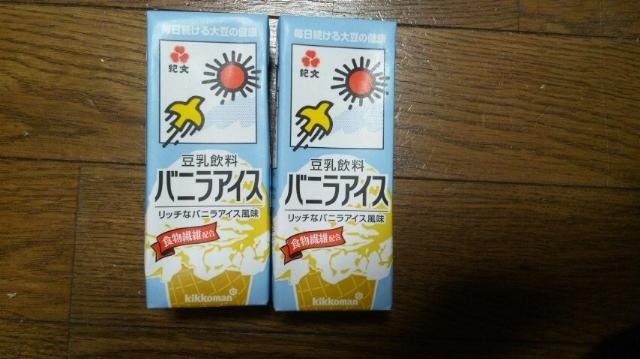 毎日続ける大豆の健康
紀文
豆乳飲料
バニラアイス
リッチなバニラアイス風味
食物繊維配合
kikkoman
毎日続ける大豆の健康
紀文
豆乳飲料
バニラアイス
リッチなバニラアイス風味
食物繊維配合
kikkoman